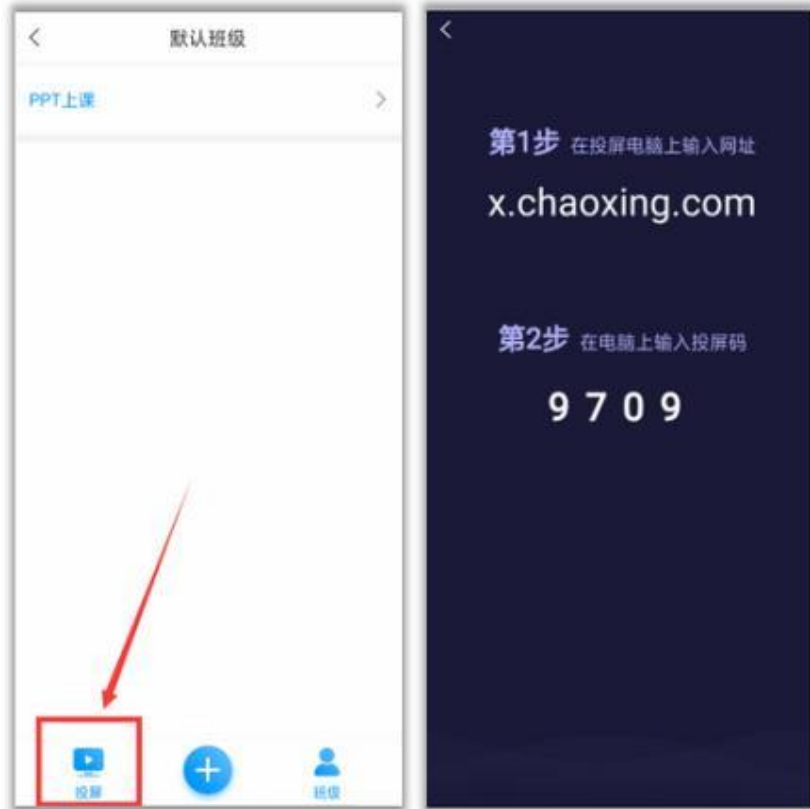 默认班级
PPT上课
投屏
班级
第1步 在投屏电脑上输入网址
x.chaoxing.com
第2步 在电脑上输入投屏码
9709